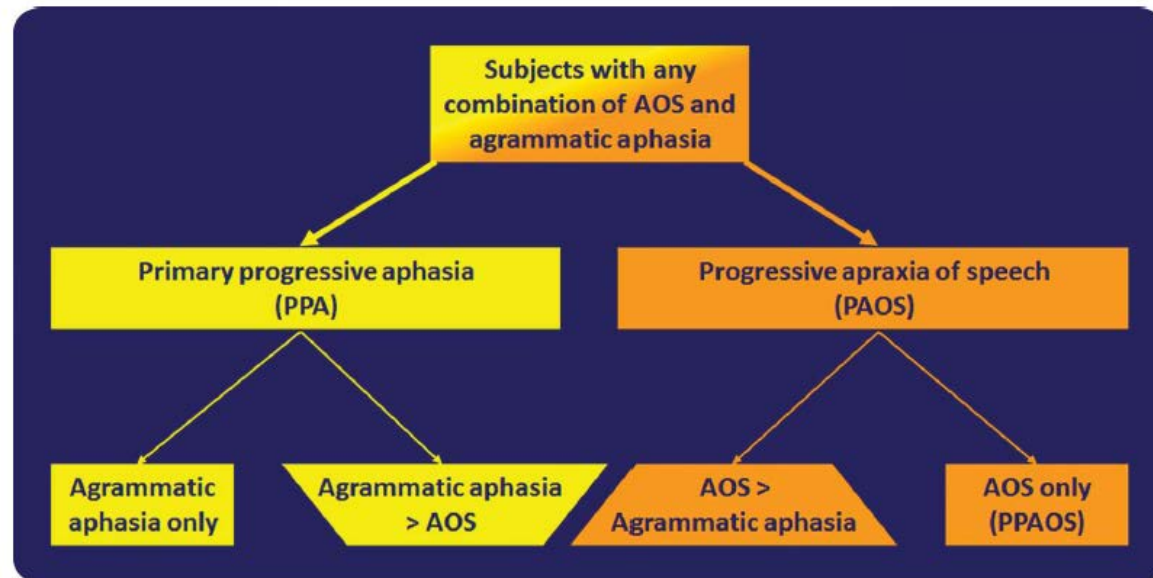 Subjects with any
combination of AOS and
agrammatic aphasia
Primary progressive aphasia
(PPA)
Progressive apraxia of speech
(PAOS)
Agrammatic
aphasia only
Agrammatic aphasia
> AOS
AOS >
Agrammatic aphasia
AOS only
(PPAOS)